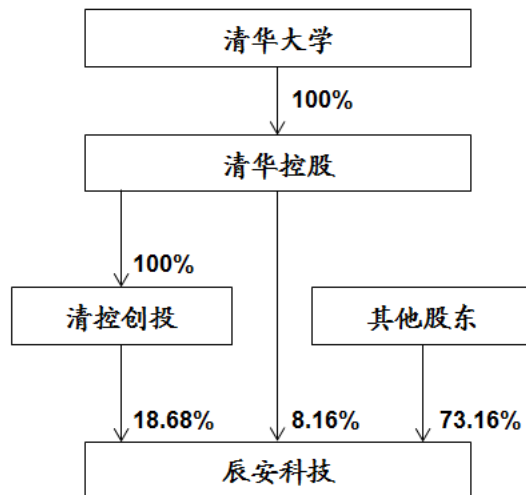 清华大学
100%
清华控股
100%
清控创投
其他股东
18.68%
8.16%
73.16%
辰安科技